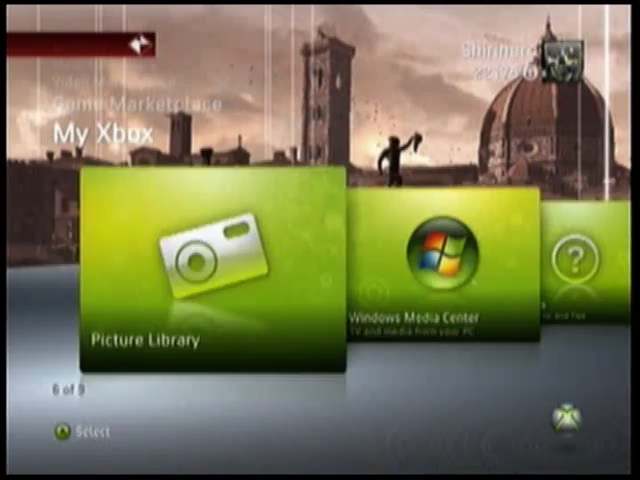 Game Marketplace
My Xbox
Picture Library
Windows Media Center
TV and media from your PC
6 of 9
Select